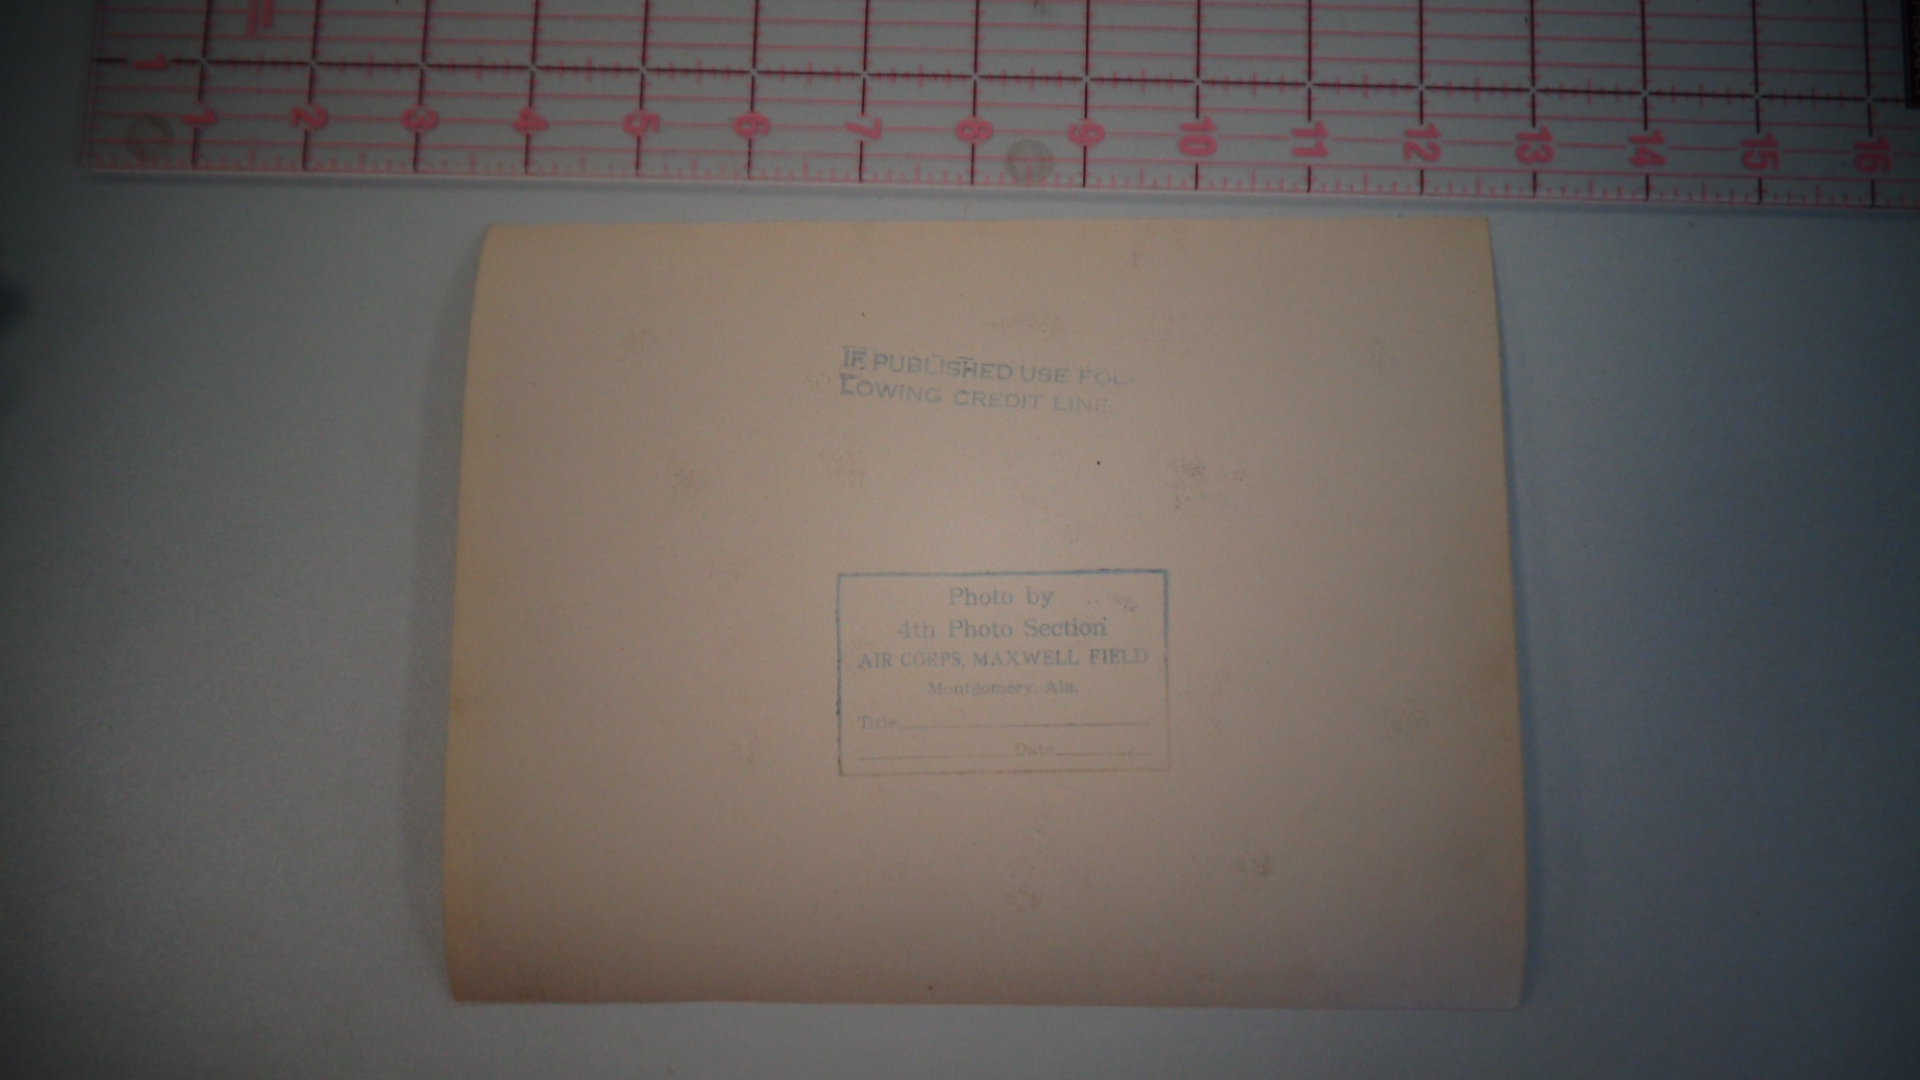 1
1 2 3 4 5 6 7 8 9 10 11 12 13 14 15 16
IF PUBLISHED USE FOL-
LOWING CREDIT LINE
Photo by
4th Photo Section
AIR CORPS, MAXWELL FIELD
Montgomery, Ala.
Title
Date